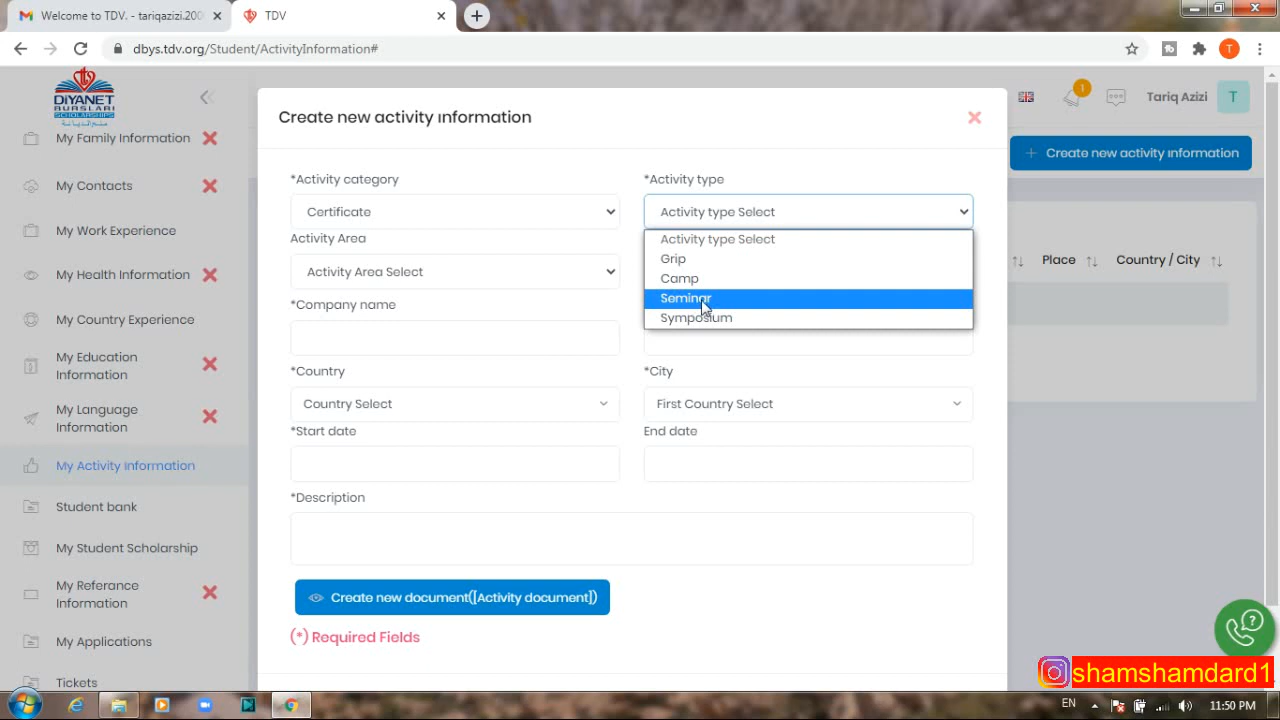 Welcome to TDV. - tariqazizi.200
TDV
dbys.tdv.org/Student/ActivityInformation#
T
DIYANET
BURSLARI
SCHOLARSHIPS
1
Tariq Azizi
T
Create new activity information
+ Create new activity information
My Family Information
My Contacts
My Work Experience
My Health Information
My Country Experience
My Education
Information
My Language
Information
My Activity Information
Student bank
My Student Scholarship
My Referance
Information
My Applications
Tickets
*Activity category
*Activity type
Certificate
Activity type Select
Activity Area
Activity type Select
Grip
Camp
Seminar
Symposium
Activity Area Select
*Company name
*Country
*City
Country Select
First Country Select
*Start date
End date
*Description
Create new document([Activity document])
(*) Required Fields
Place
Country / City
shamshamdard1
EN
11:50 PM